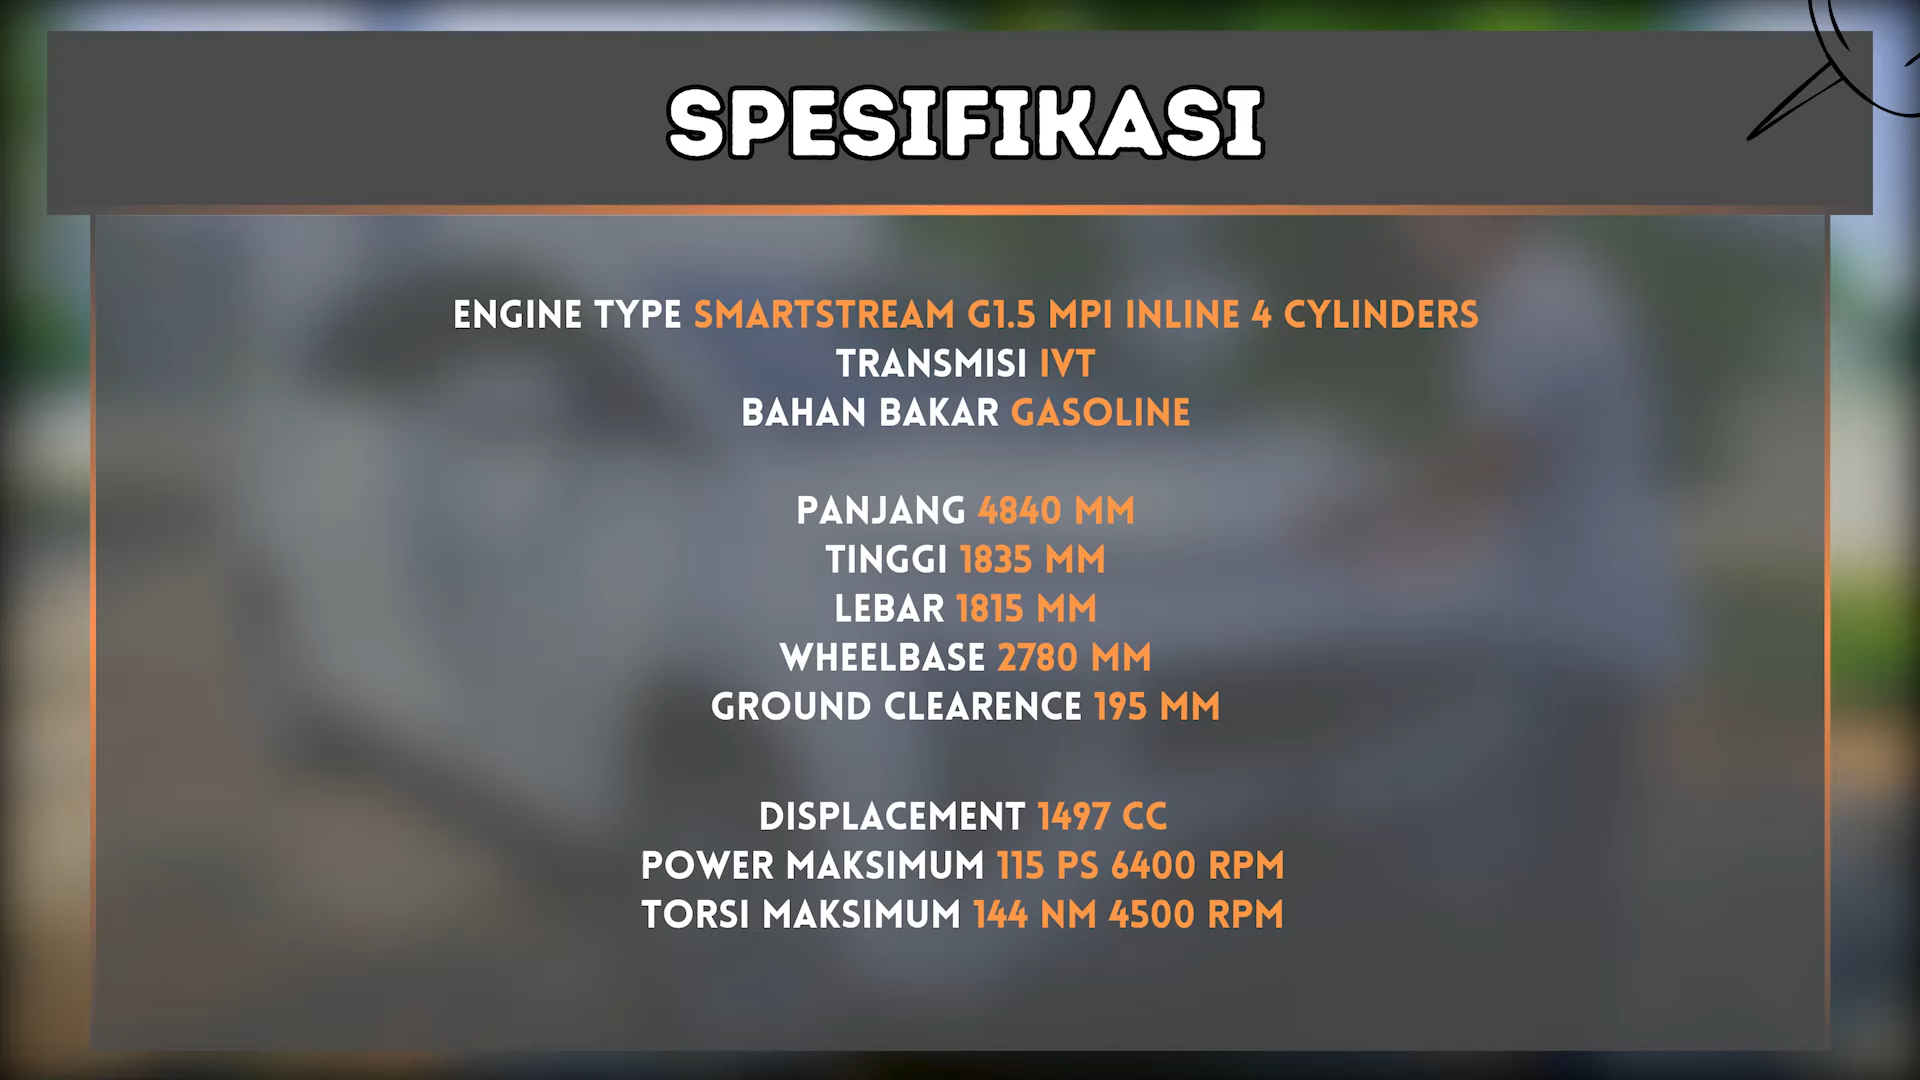 SPESIFIKASI
ENGINE TYPE SMARTSTREAM G1.5 MPI INLINE 4 CYLINDERS
TRANSMISI IVT
BAHAN BAKAR GASOLINE
PANJANG 4840 MM
TINGGI 1835 MM
LEBAR 1815 MM
WHEELBASE 2780 MM
GROUND CLEARENCE 195 MM
DISPLACEMENT 1497 CC
POWER MAKSIMUM 115 PS 6400 RPM
TORSI MAKSIMUM 144 NM 4500 RPM